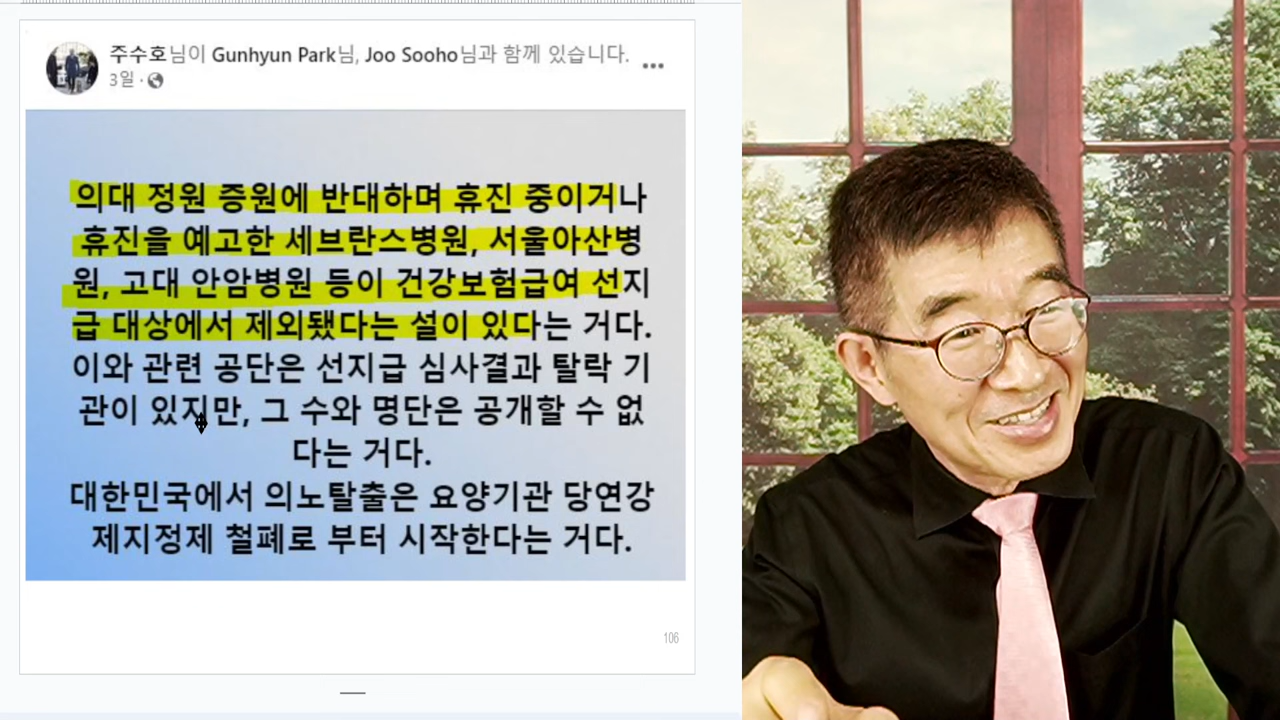 주수호님이 Gunhyun Park님, Joo Sooho님과 함께 있습니다.
3일 ·
의대 정원 증원에 반대하며 휴진 중이거나
휴진을 예고한 세브란스병원, 서울아산병
원, 고대 안암병원 등이 건강보험급여 선지
급 대상에서 제외됐다는 설이 있다는 거다.
이와 관련 공단은 선지급 심사결과 탈락 기
관이 있지만, 그 수와 명단은 공개할 수 없
다는 거다.
대한민국에서 의노탈출은 요양기관 당연강
제지정제 철폐로 부터 시작한다는 거다.
106